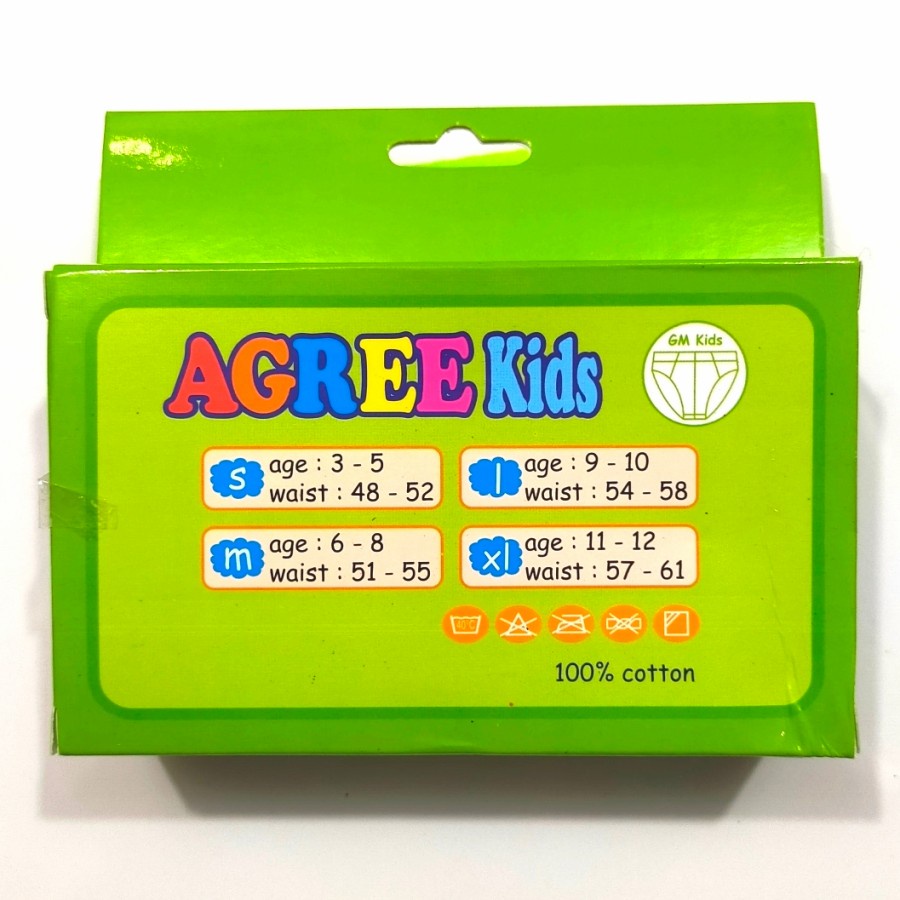 AGREE Kids
GM Kids
s
age : 3 - 5
waist : 48 - 52
l
age : 9 - 10
waist : 54 - 58
m
age : 6 - 8
waist : 51 - 55
xl
age : 11 - 12
waist : 57 - 61
40°C
100% cotton